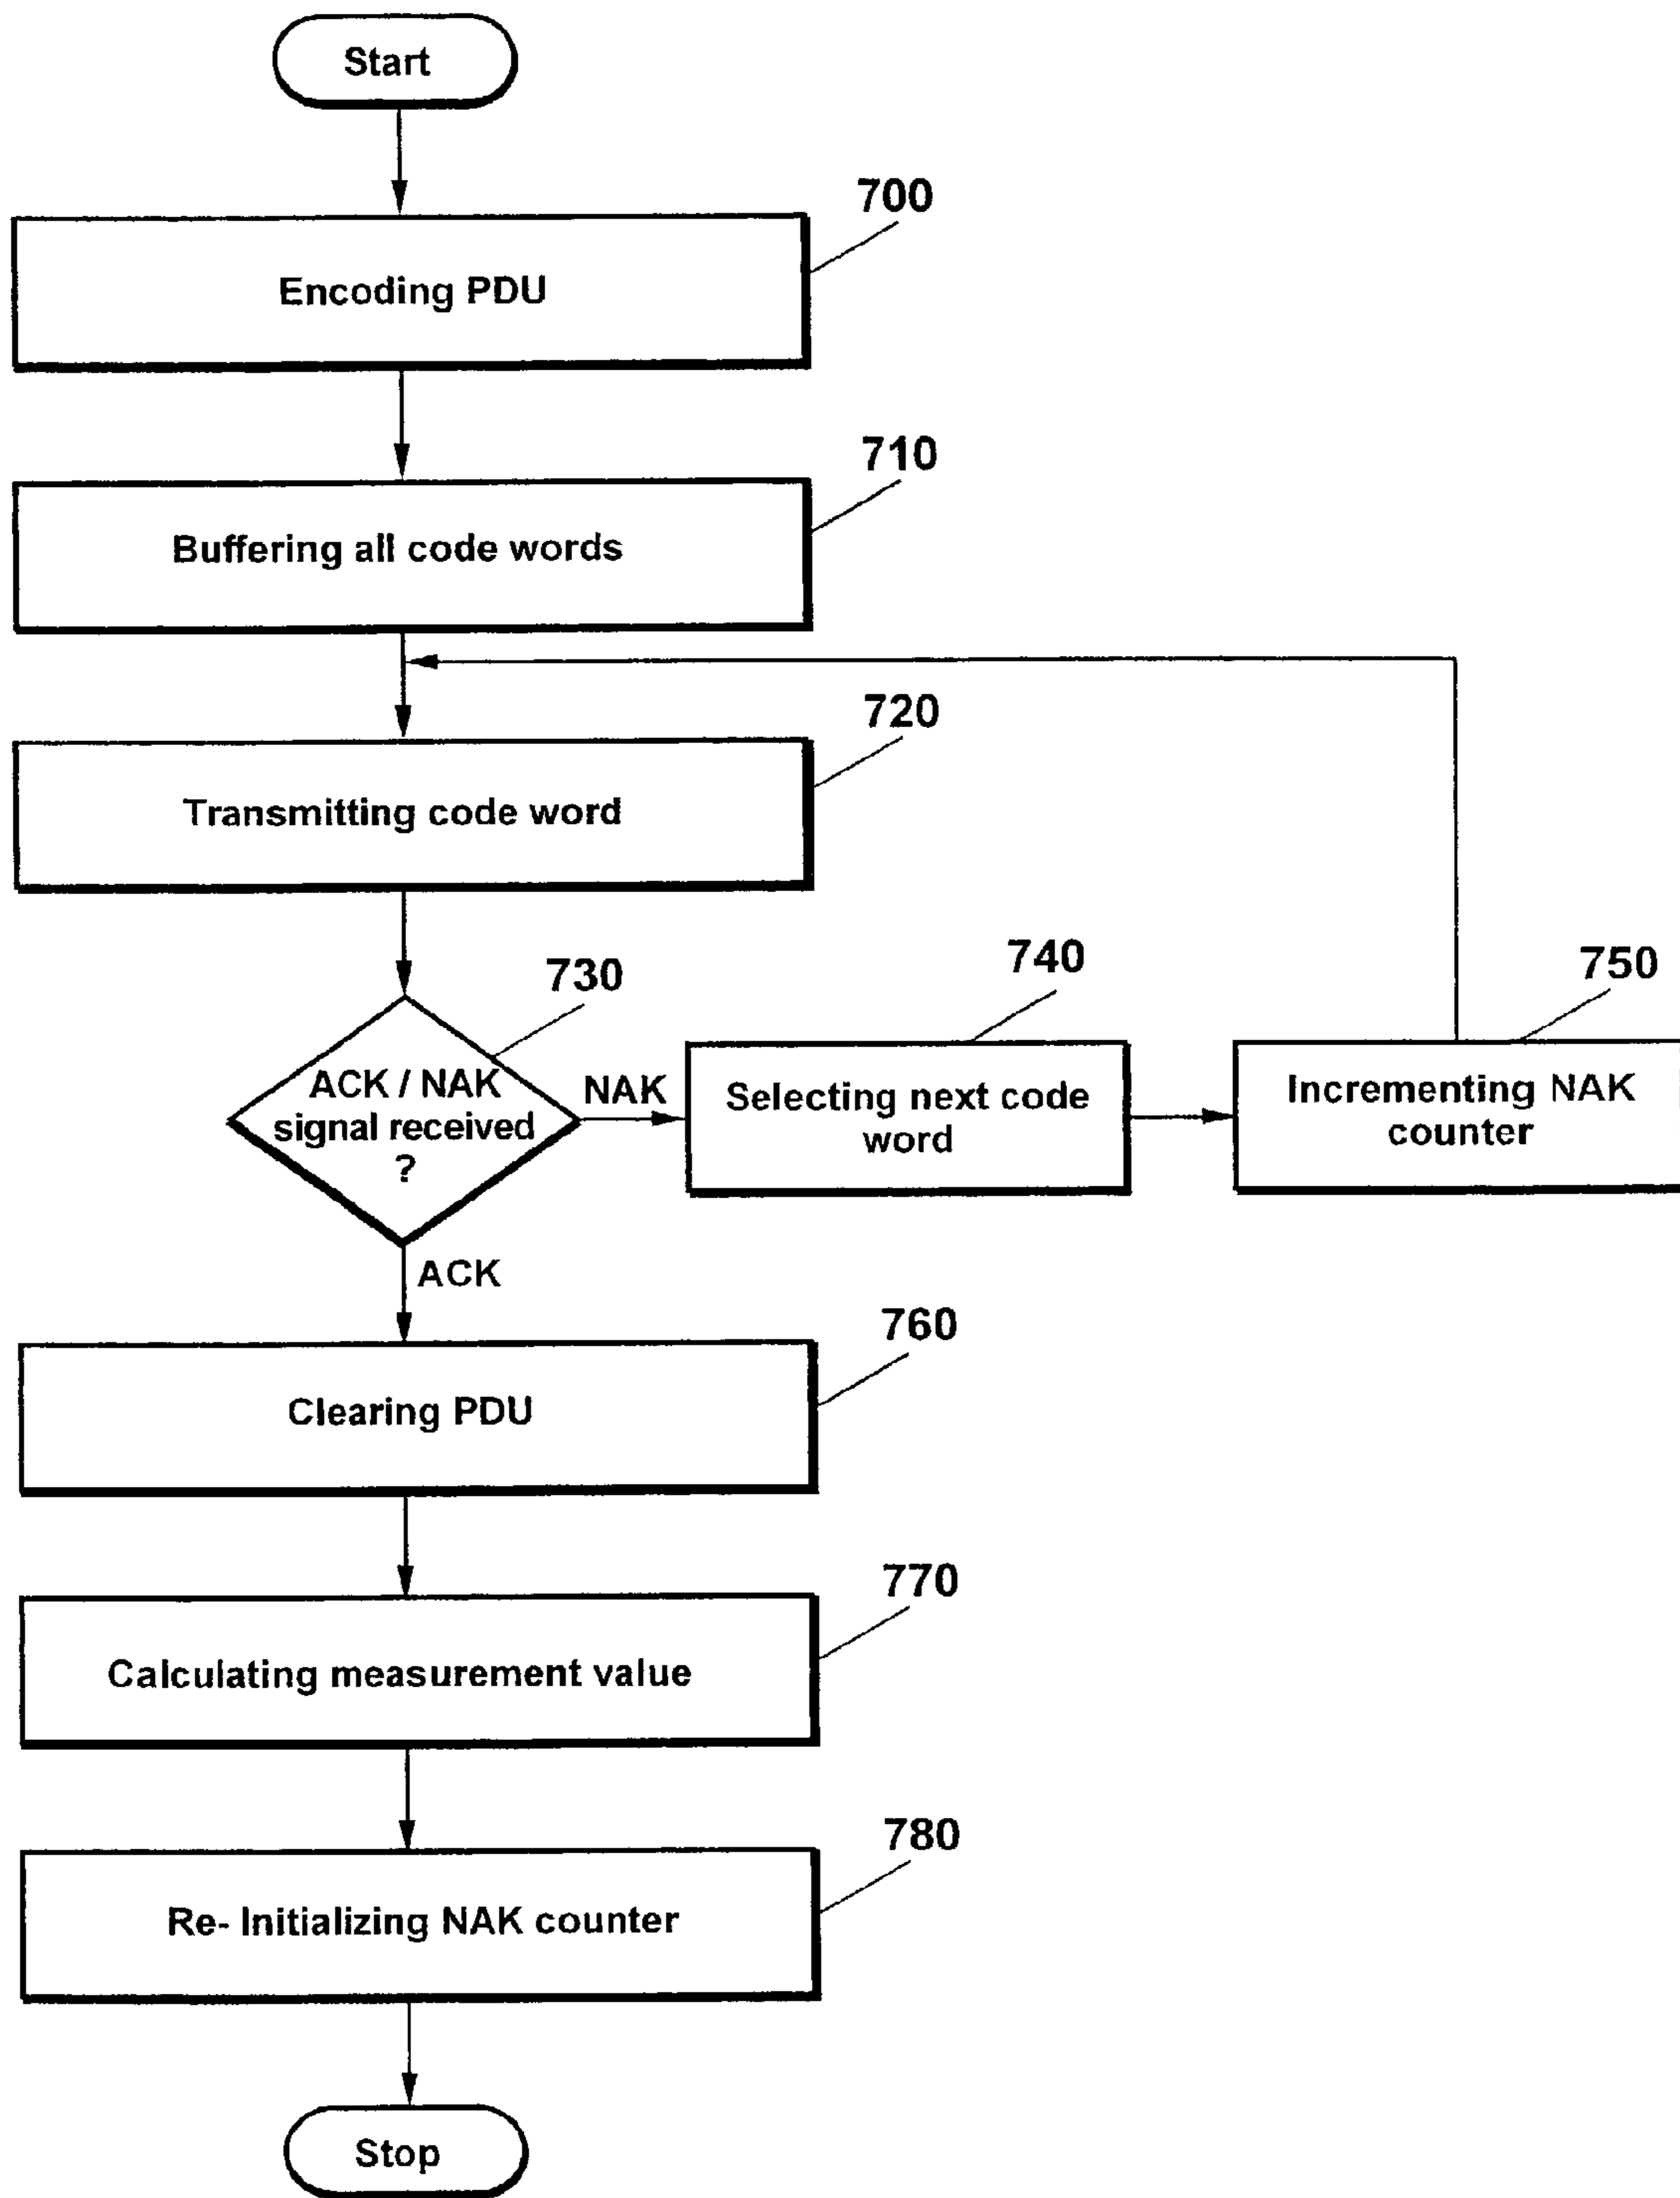 Start
700
Encoding PDU
710
Buffering all code words
720
Transmitting code word
730
ACK / NAK
signal received
?
NAK
740
Selecting next code
word
750
Incrementing NAK
counter
ACK
760
Clearing PDU
770
Calculating measurement value
780
Re- Initializing NAK counter
Stop